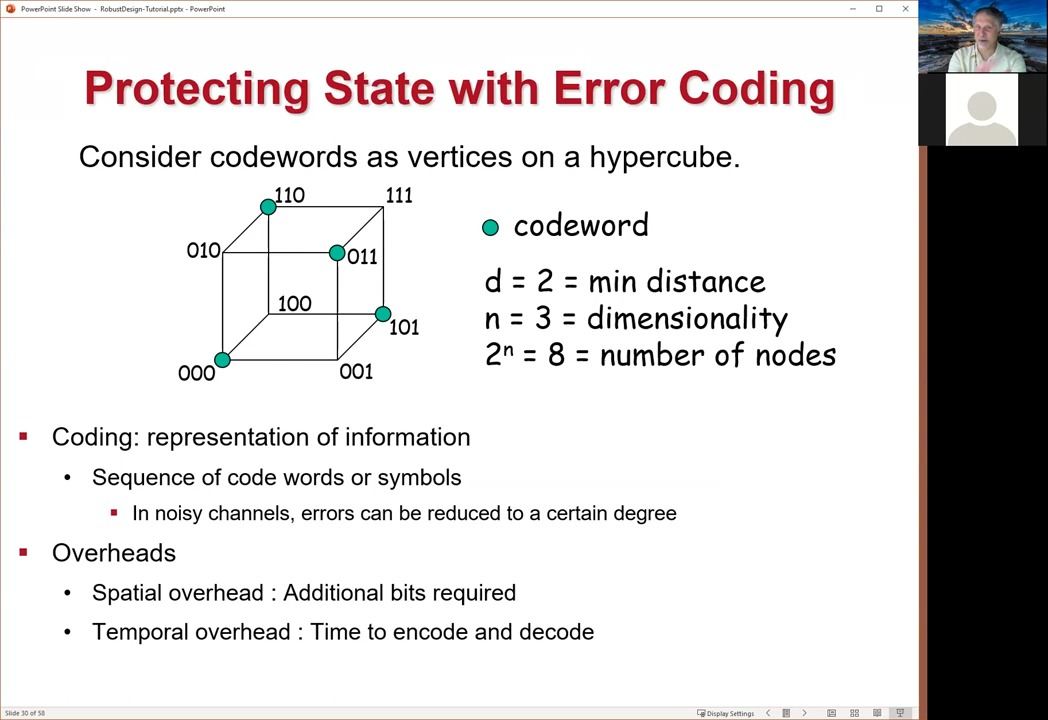 PowerPoint Slide Show - RobustDesign-Tutorial.pptx - PowerPoint
Protecting State with Error Coding
Consider codewords as vertices on a hypercube.
110
111
010
011
100
101
000
001
codeword
d = 2 = min distance
n = 3 = dimensionality
2ⁿ = 8 = number of nodes
▪ Coding: representation of information
• Sequence of code words or symbols
▪ In noisy channels, errors can be reduced to a certain degree
▪ Overheads
• Spatial overhead : Additional bits required
• Temporal overhead : Time to encode and decode
Slide 30 of 58
Display Settings